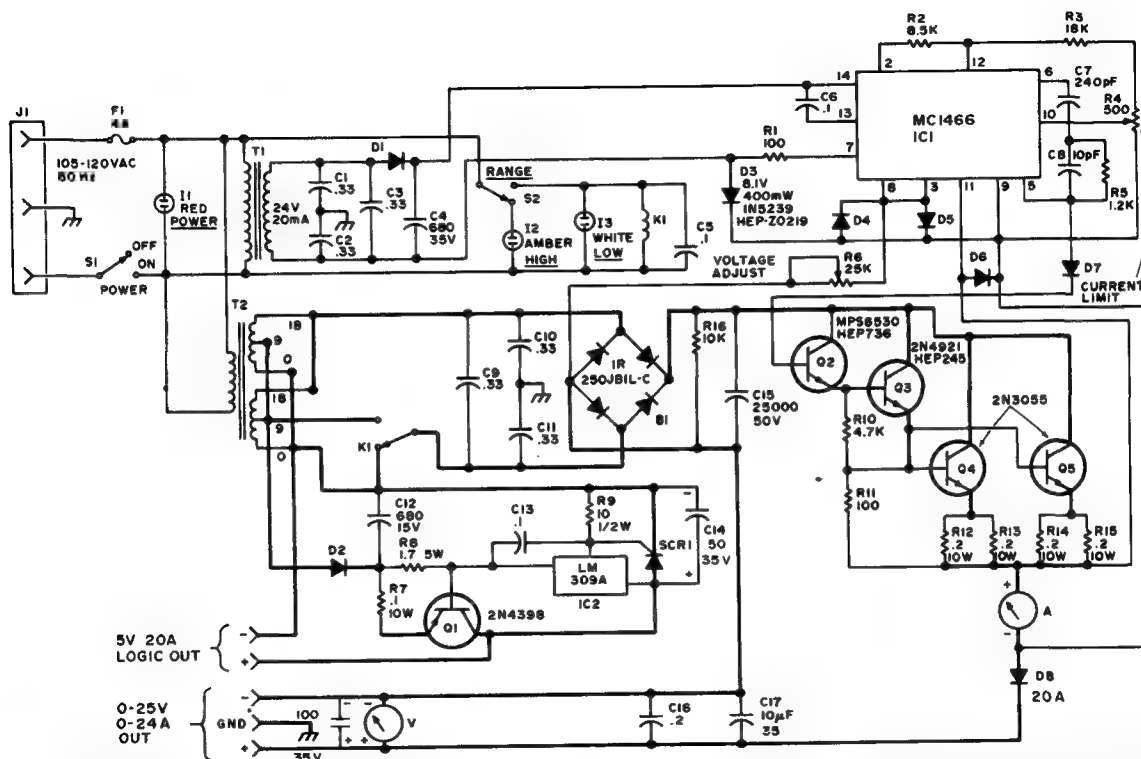 J1
F1
105-120VAC
I1
RED
POWER
S1
OFF
ON
POWER
T1
24V
20mA
C1
.33
C2
.33
C3
.33
D1
C4
680
35V
RANGE
S2
I2
AMBER
HIGH
I3
WHITE
LOW
K1
C5
.1
R2
8.5K
R3
18K
2
12
14
13
7
C6
.1
MC1466
IC1
6
10
C7
240pF
R4
500
C8
10pF
R5
1.2K
8
3
11
9
5
R1
100
D3
8.1V
400mW
1N5239
HEP-Z0219
D4
D5
D6
D7
CURRENT
LIMIT
VOLTAGE
ADJUST
R6
25K
T2
18
9
0
18
9
0
K1
C9
.33
C10
.33
C11
.33
1R
250JB1L-C
B1
R16
10K
C15
25000
50V
MPS6530
HEP736
Q2
2N4921
HEP245
Q3
2N3055
R10
4.7K
R11
100
Q4
Q5
R12
.2
10W
R13
.2
10W
R14
.2
10W
R15
.2
10W
C12
680
15V
D2
R8
1.7 5W
R7
.1
10W
C13
.1
R9
10
1/2W
LM
309A
IC2
SCR1
-
C14
50
35V
+
Q1
2N4398
5V 20A
LOGIC OUT
-
+
0-25V
0-24A
OUT
-
GND
+
100
- -
+ +
35V
V
C16
.2
C17
10µF
35
+
A
-
D8
20A